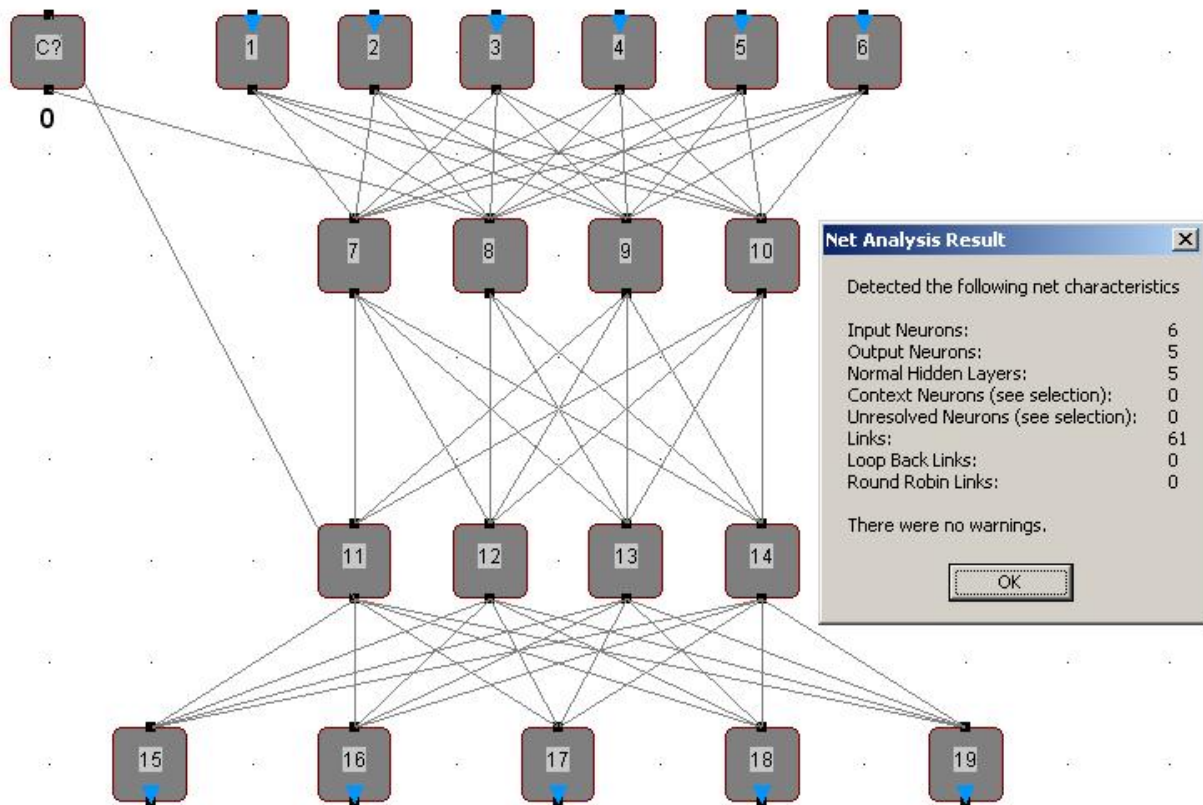 C? 1 2 3 4 5 6
0
7 8 9 10
Net Analysis Result
Detected the following net characteristics
Input Neurons: 6
Output Neurons: 5
Normal Hidden Layers: 5
Context Neurons (see selection): 0
Unresolved Neurons (see selection): 0
Links: 61
Loop Back Links: 0
Round Robin Links: 0
There were no warnings.
OK
11 12 13 14
15 16 17 18 19